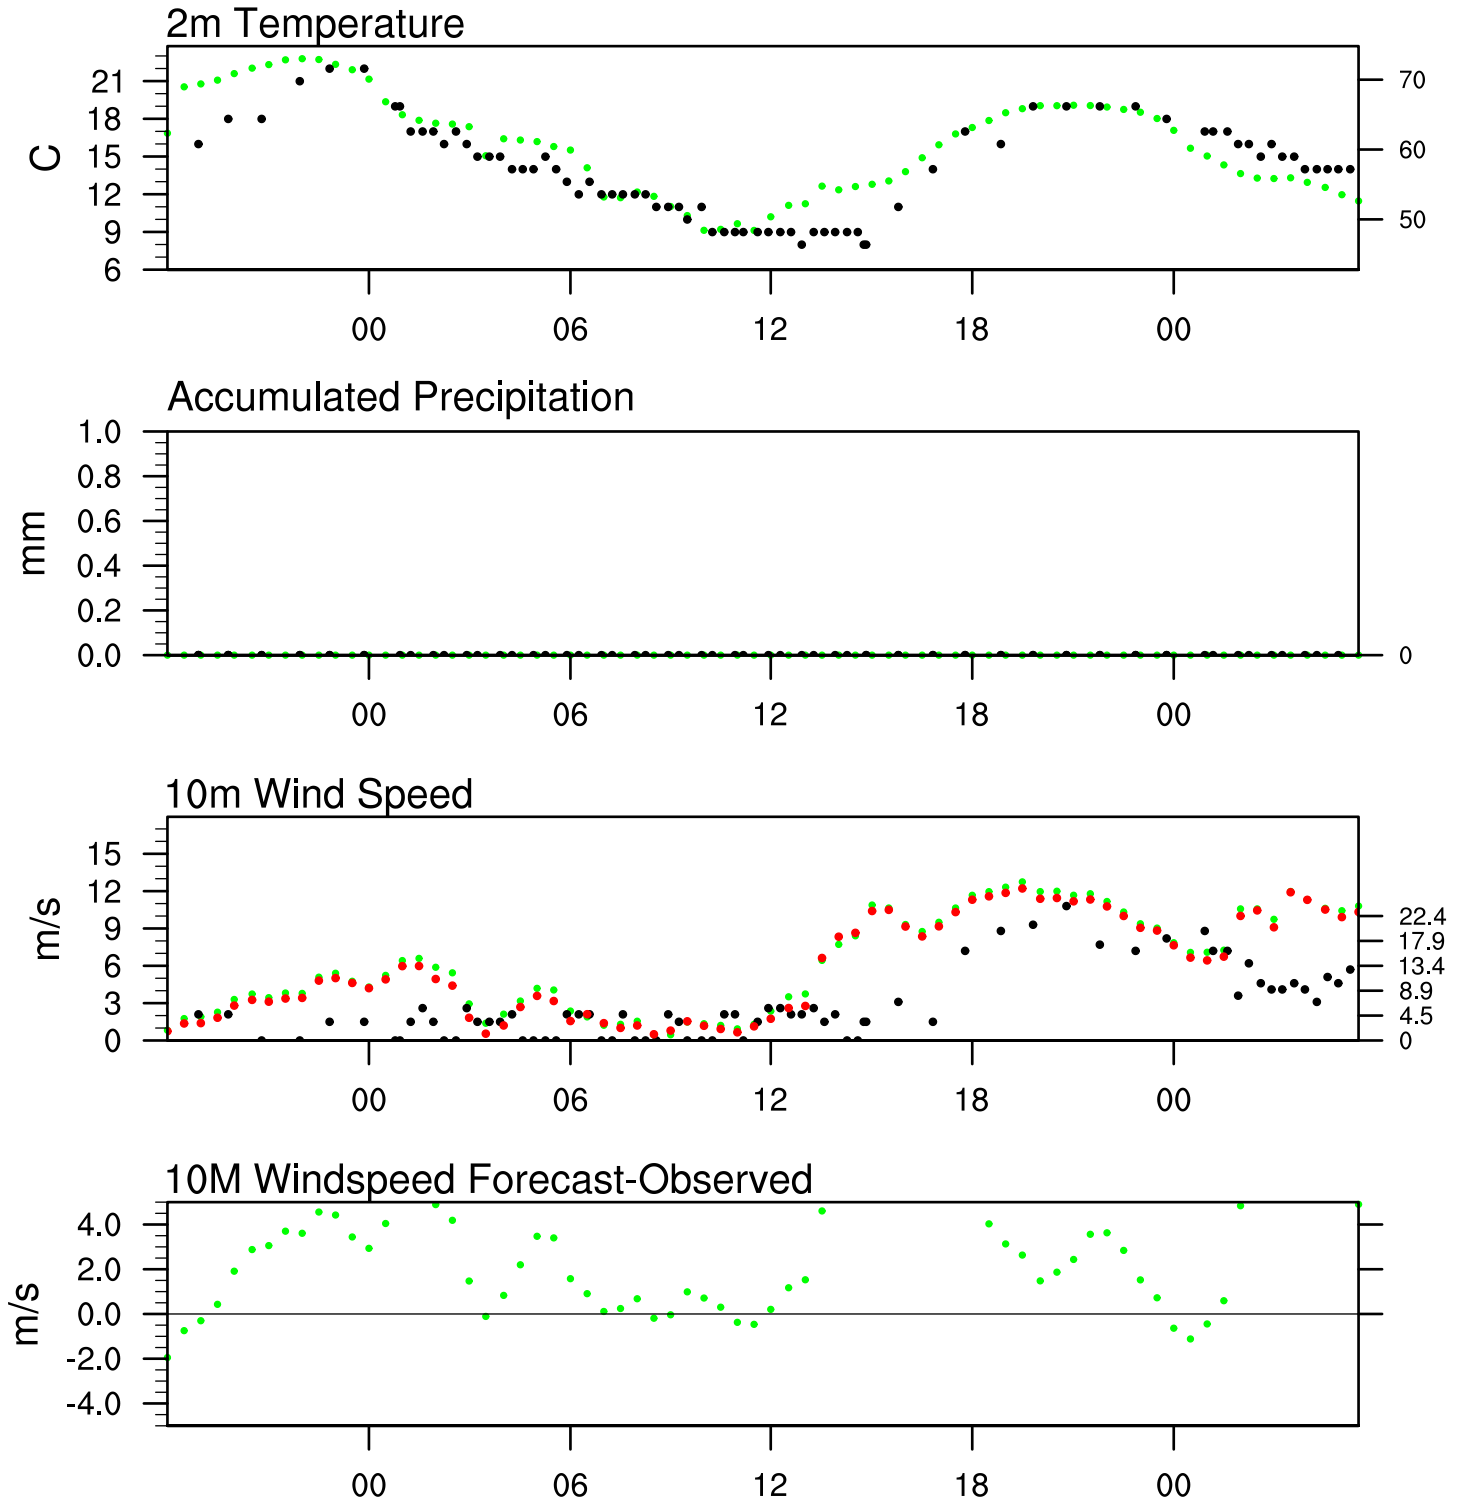 2m Temperature
21
18
15
12
9
6
C
70
60
50
00 06 12 18 00
Accumulated Precipitation
1.0
0.8
0.6
0.4
0.2
0.0
mm
0
00 06 12 18 00
10m Wind Speed
15
12
9
6
3
0
m/s
22.4
17.9
13.4
8.9
4.5
0
00 06 12 18 00
10M Windspeed Forecast-Observed
4.0
2.0
0.0
-2.0
-4.0
m/s
00 06 12 18 00